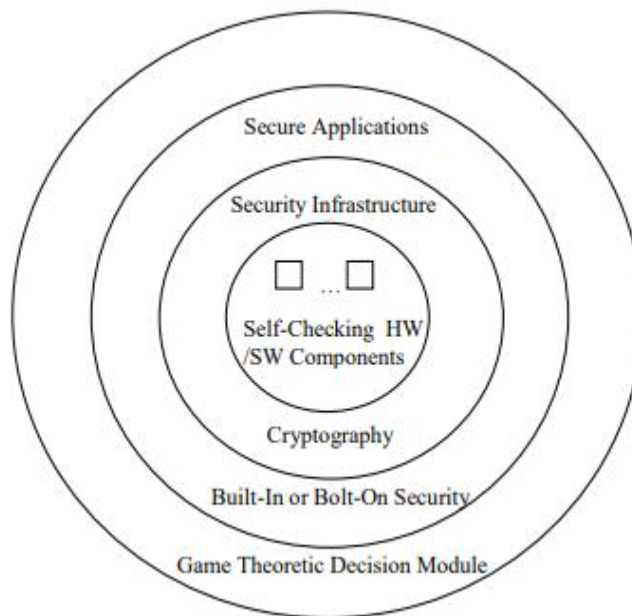 Secure Applications
Security Infrastructure
...
Self-Checking HW
/SW Components
Cryptography
Built-In or Bolt-On Security
Game Theoretic Decision Module